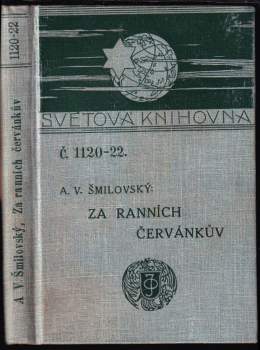 1120-22
A V. Šmilovský, Za ranních červánkův
SVĚTOVÁ KNIHOVNA
Č. 1120-22.
A. V. ŠMILOVSKÝ:
ZA RANNÍCH
ČERVÁNKŮV